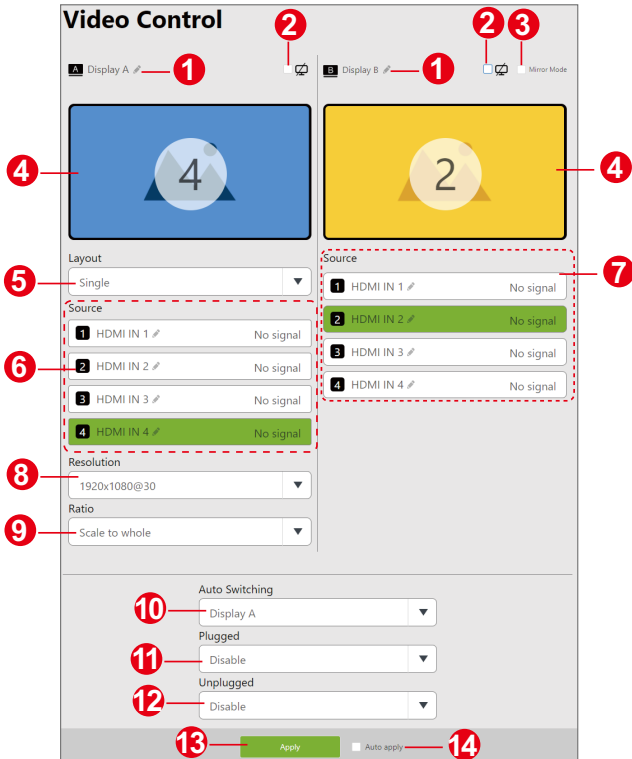 Video Control
2
2
3
A Display A
1
B Display B
1
Mirror Mode
4
4
2
4
Layout
5
Single
Source
6
1 HDMI IN 1 No signal
2 HDMI IN 2 No signal
3 HDMI IN 3 No signal
4 HDMI IN 4 No signal
Source
7
1 HDMI IN 1 No signal
2 HDMI IN 2 No signal
3 HDMI IN 3 No signal
4 HDMI IN 4 No signal
Resolution
8
1920x1080@30
Ratio
9
Scale to whole
Auto Switching
10
Display A
Plugged
11
Disable
Unplugged
12
Disable
13
Apply
Auto apply
14